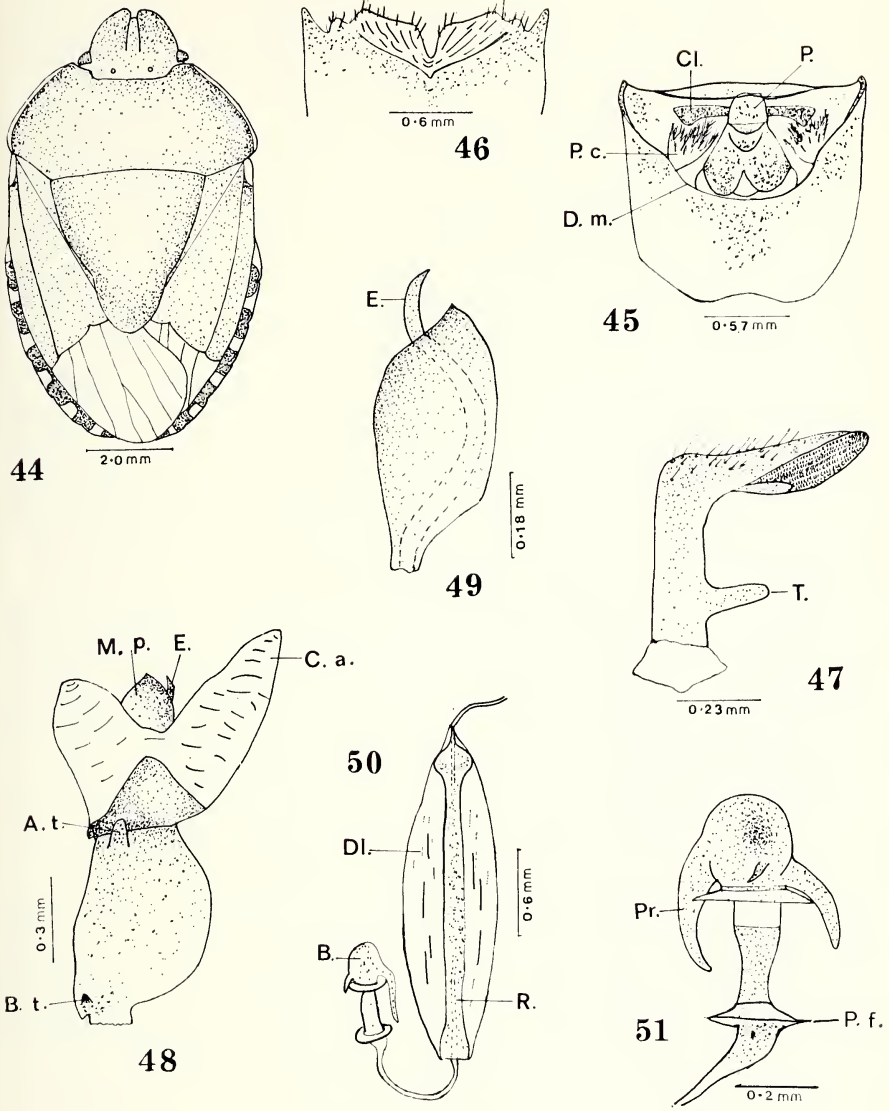 44
2·0 mm
0·6 mm
46
Cl.
P.
P. c.
D. m.
45
0·57 mm
E.
0·18 mm
49
T.
47
0·23 mm
M. p.
E.
C. a.
A. t.
0·3 mm
B. t.
48
50
Dl.
0·6 mm
B.
R.
Pr.
51
P. f.
0·2 mm